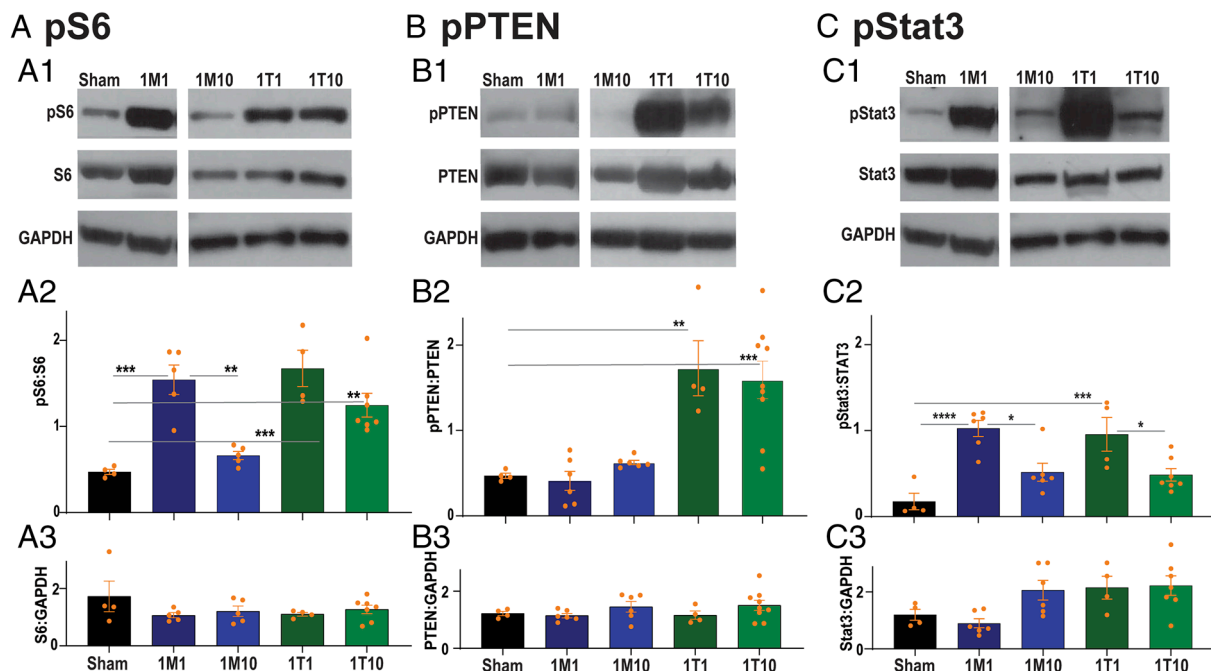 A pS6
B pPTEN
C pStat3
A1
Sham 1M1 1M10 1T1 1T10
pS6
S6
GAPDH
B1
Sham 1M1 1M10 1T1 1T10
pPTEN
PTEN
GAPDH
C1
Sham 1M1 1M10 1T1 1T10
pStat3
Stat3
GAPDH
A2
pS6:S6
2
1
0
*** **
**
***
B2
pPTEN:PTEN
2
1
0
**
***
C2
pStat3:STAT3
2
1
0
***
**** * *
A3
S6:GAPDH
2
0
Sham 1M1 1M10 1T1 1T10
B3
PTEN:GAPDH
2
0
Sham 1M1 1M10 1T1 1T10
C3
Stat3:GAPDH
2
0
Sham 1M1 1M10 1T1 1T10